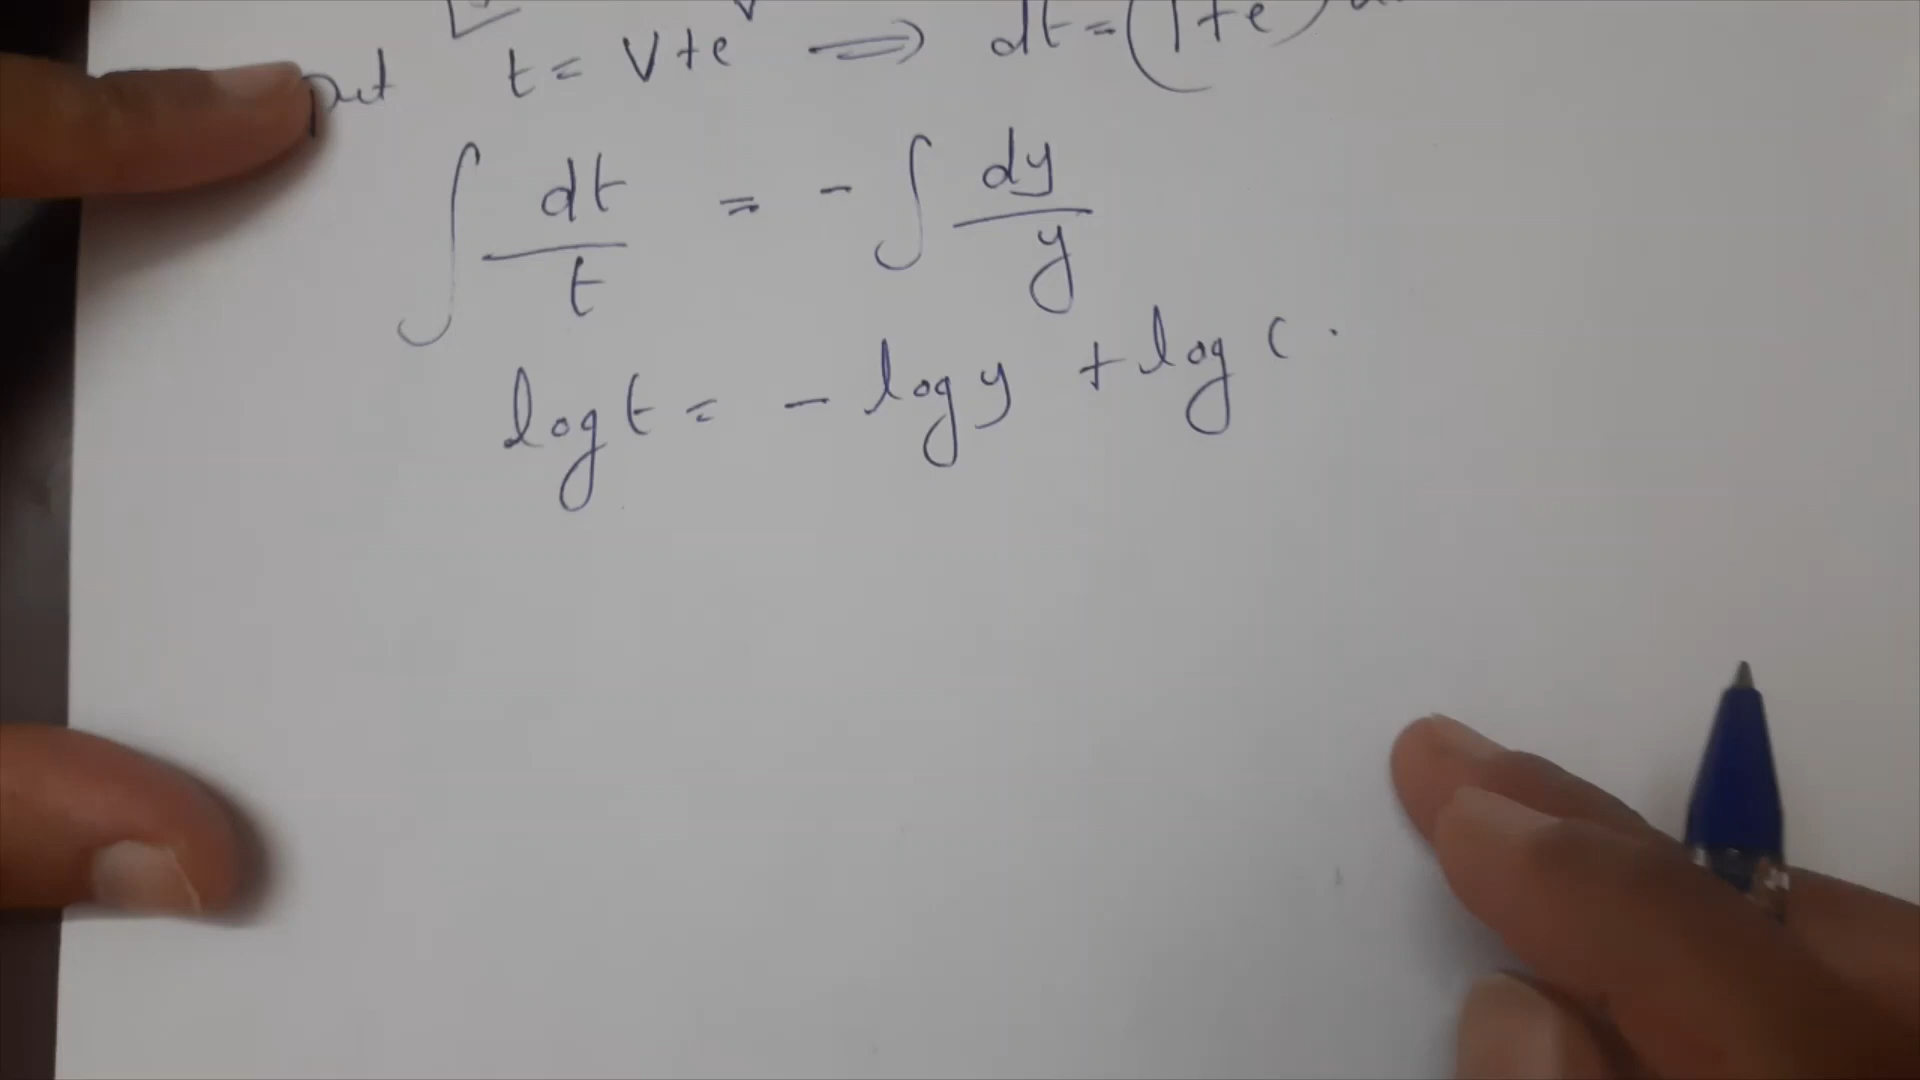 put t = v + e^v ⟹ dt = (1 + e
∫ dt/t = - ∫ dy/y
log t = - log y + log c.